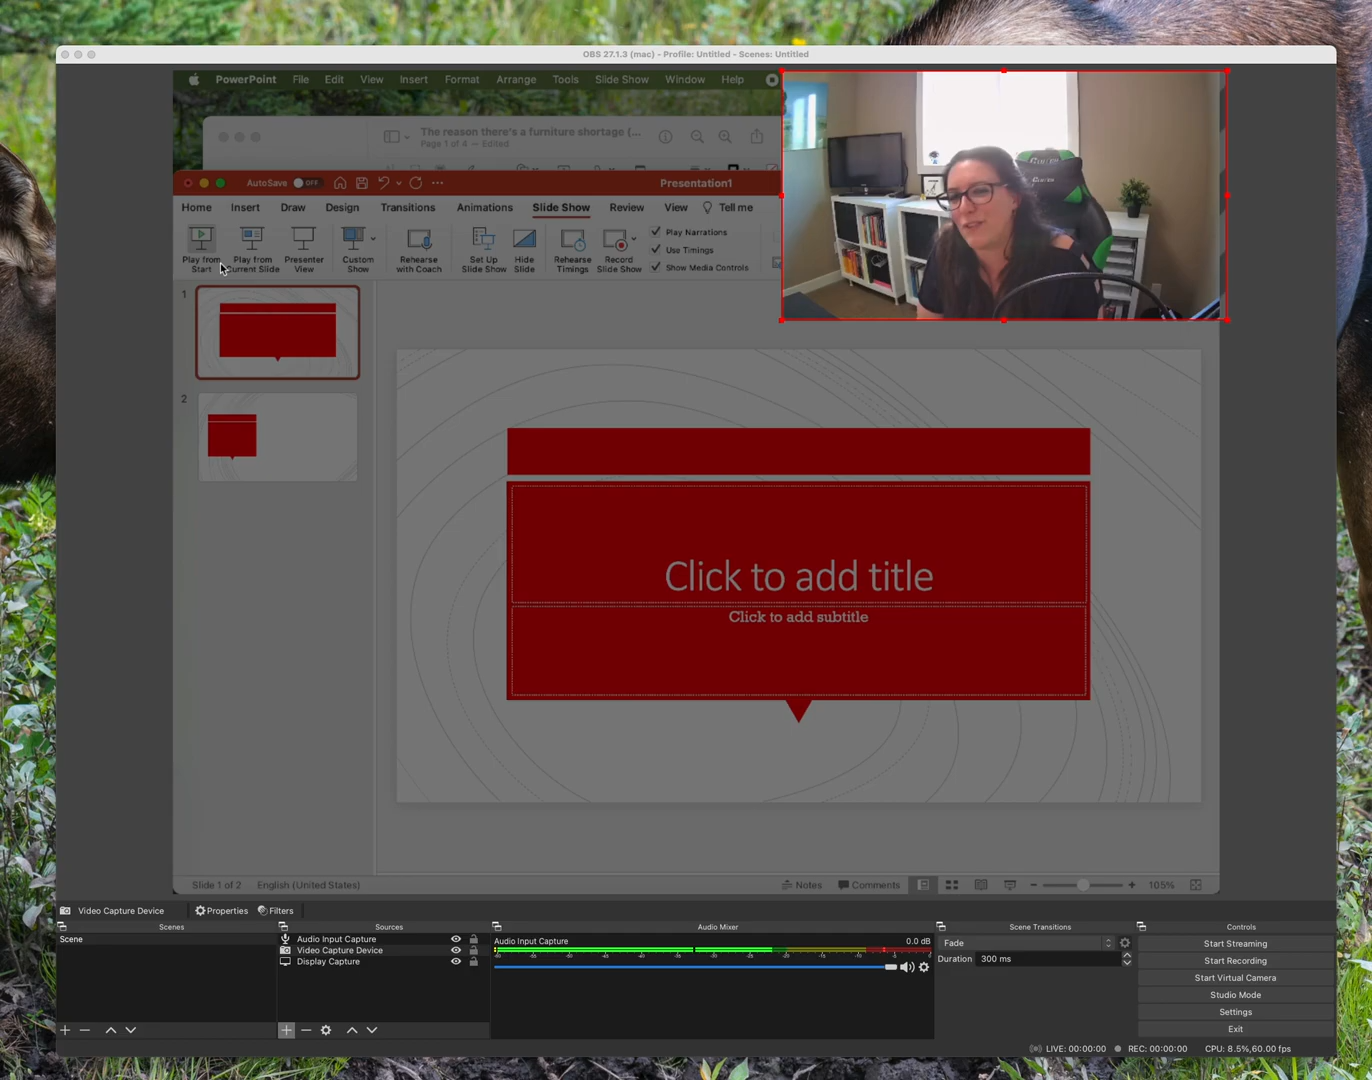 OBS 27.1.3 (mac) - Profile: Untitled - Scenes: Untitled
PowerPoint File Edit View Insert Format Arrange Tools Slide Show Window Help
The reason there's a furniture shortage (...
Page 1 of 4 — Edited
AutoSave OFF Presentation1
Home Insert Draw Design Transitions Animations Slide Show Review View Tell me
Play from Start
Play from Current Slide
Presenter View
Custom Show
Rehearse with Coach
Set Up Slide Show
Hide Slide
Rehearse Timings
Record Slide Show
Play Narrations
Use Timings
Show Media Controls
1
2
Click to add title
Click to add subtitle
Slide 1 of 2 English (United States) Notes Comments 105%
Video Capture Device Properties Filters
Scenes
Scene
Sources
Audio Input Capture
Video Capture Device
Display Capture
Audio Mixer
Audio Input Capture 0.0 dB
Scene Transitions
Fade
Duration 300 ms
Controls
Start Streaming
Start Recording
Start Virtual Camera
Studio Mode
Settings
Exit
LIVE: 00:00:00 REC: 00:00:00 CPU: 8.5%,60.00 fps